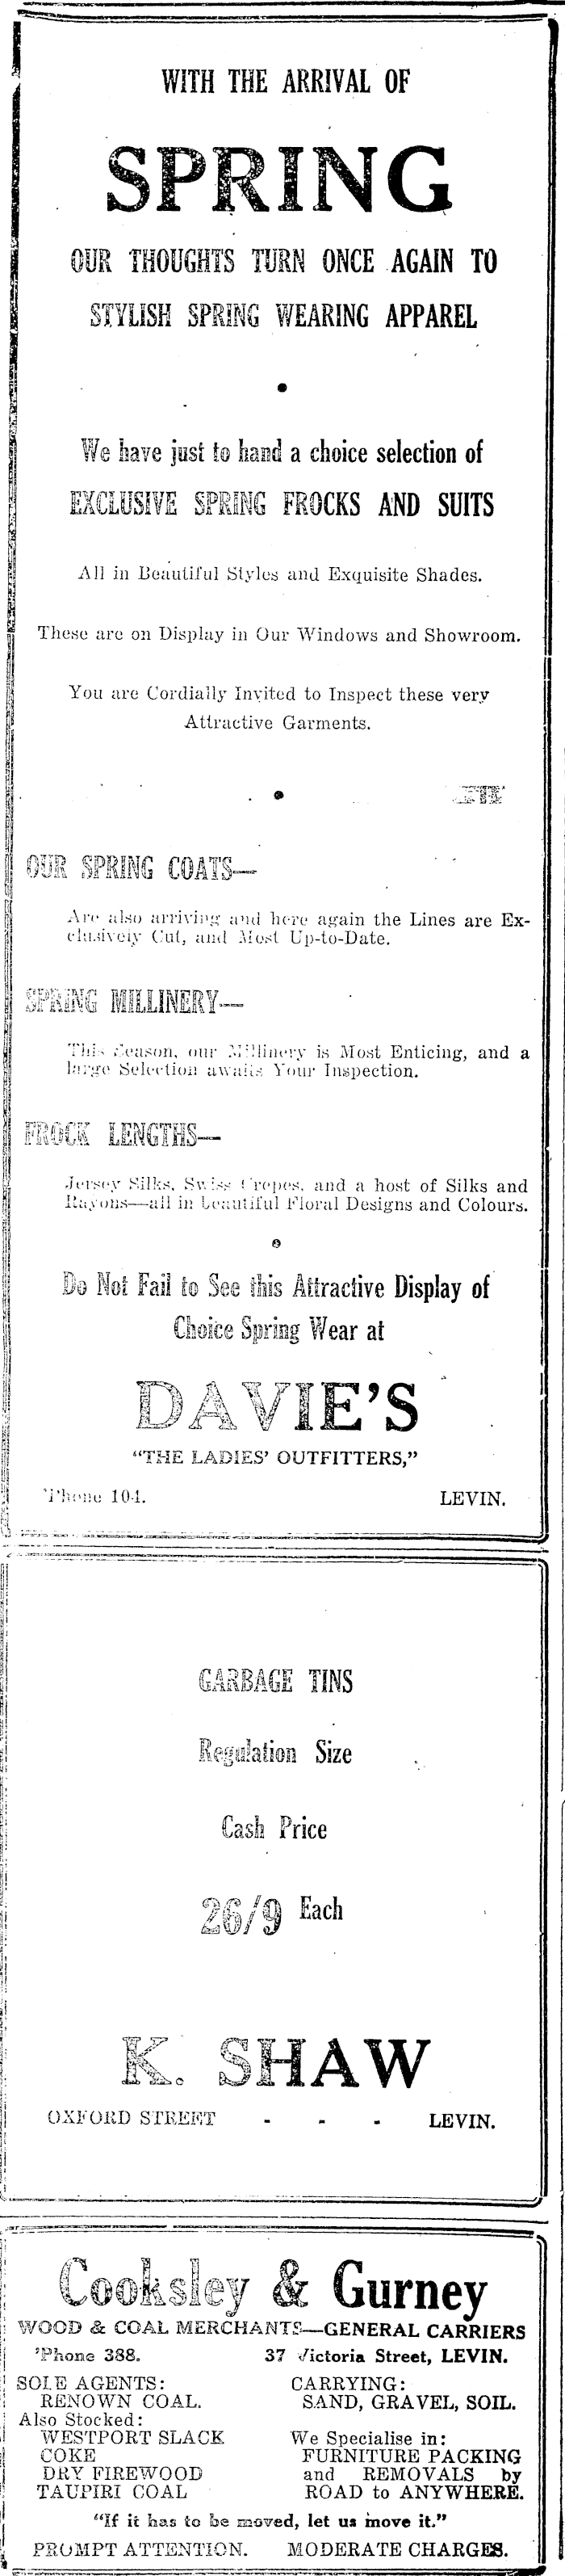 WITH THE ARRIVAL OF
SPRING
OUR THOUGHTS TURN ONCE AGAIN TO
STYLISH SPRING WEARING APPAREL
We have just to hand a choice selection of
EXCLUSIVE SPRING FROCKS AND SUITS
All in Beautiful Styles and Exquisite Shades.
These are on Display in Our Windows and Showroom.
You are Cordially Invited to Inspect these very
Attractive Garments.
OUR SPRING COATS—
Are also arriving and here again the Lines are Ex-
clusively Cut, and Most Up-to-Date.
SPRING MILLINERY—
This Season, our Millinery is Most Enticing, and a
large Selection awaits Your Inspection.
FROCK LENGTHS—
Jersey Silks, Swiss Crepes, and a host of Silks and
Rayons—all in beautiful Floral Designs and Colours.
Do Not Fail to See this Attractive Display of
Choice Spring Wear at
DAVIE'S
"THE LADIES' OUTFITTERS,"
'Phone 104. LEVIN.
GARBAGE TINS
Regulation Size
Cash Price
26/9 Each
K. SHAW
OXFORD STREET - - - LEVIN.
Cooksley & Gurney
WOOD & COAL MERCHANTS—GENERAL CARRIERS
'Phone 388. 37 Victoria Street, LEVIN.
SOLE AGENTS:
RENOWN COAL.
Also Stocked:
WESTPORT SLACK
COKE
DRY FIREWOOD
TAUPIRI COAL
CARRYING:
SAND, GRAVEL, SOIL.
We Specialise in:
FURNITURE PACKING
and REMOVALS by
ROAD to ANYWHERE.
"If it has to be moved, let us move it."
PROMPT ATTENTION. MODERATE CHARGES.